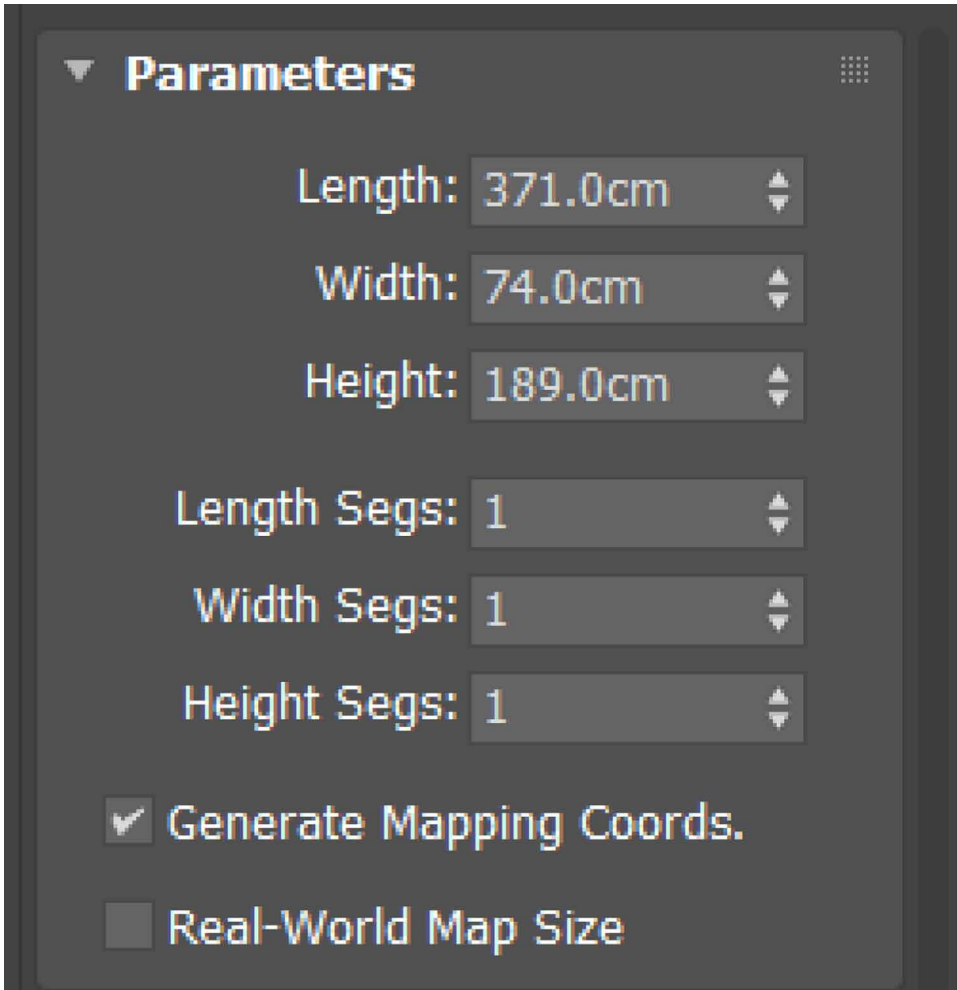 Parameters
Length: 371.0cm
Width: 74.0cm
Height: 189.0cm
Length Segs: 1
Width Segs: 1
Height Segs: 1
Generate Mapping Coords.
Real-World Map Size